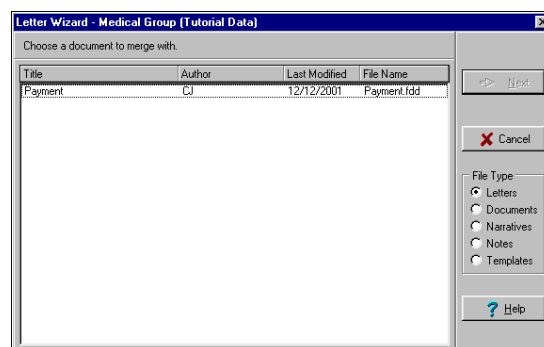 Letter Wizard - Medical Group (Tutorial Data)
Choose a document to merge with.
Title Author Last Modified File Name
Payment CJ 12/12/2001 Payment.fdd
Next
Cancel
File Type
Letters
Documents
Narratives
Notes
Templates
Help